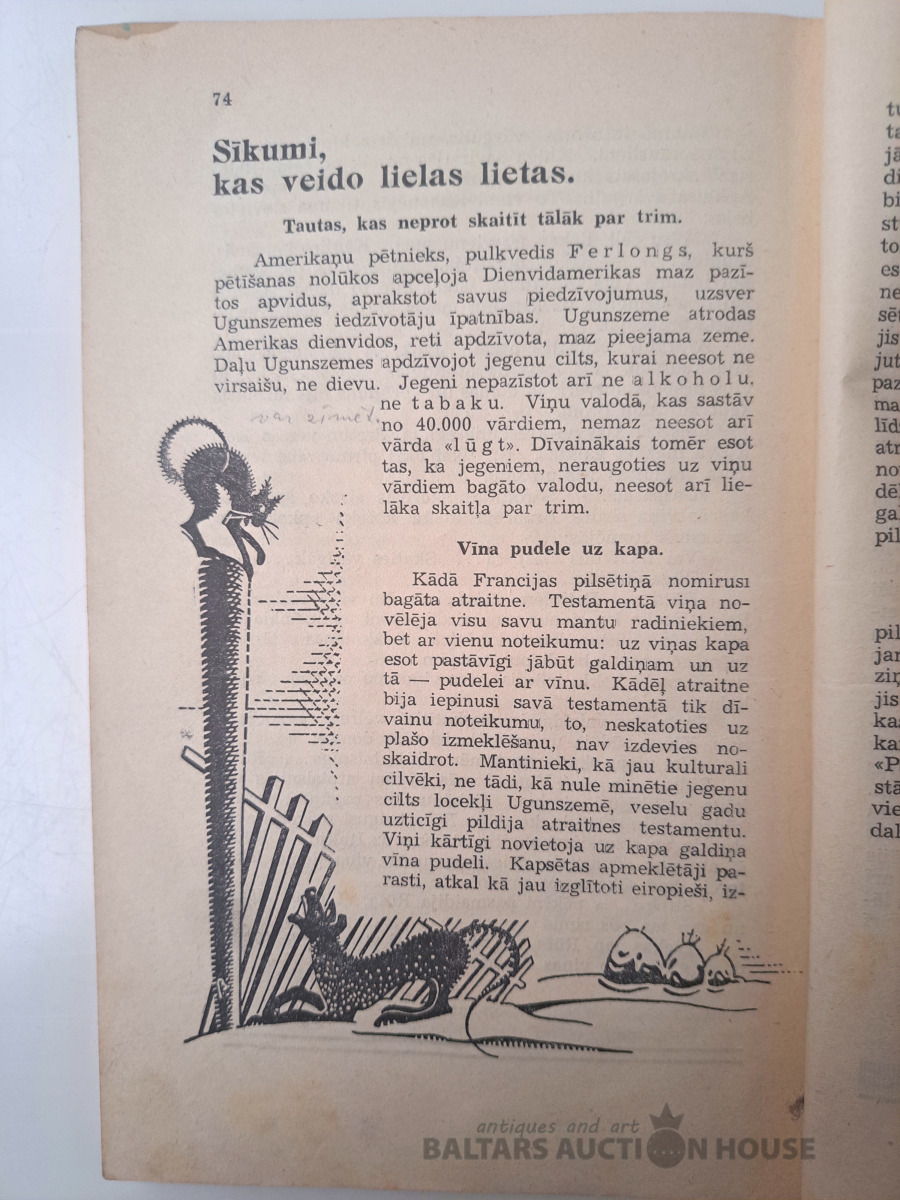 74
Sīkumi,
kas veido lielas lietas.
Tautas, kas neprot skaitīt tālāk par trim.
Amerikaņu pētnieks, pulkvedis Ferlongs, kurš
pētīšanas nolūkos apceļoja Dienvidamerikas maz pazī-
tos apvidus, aprakstot savus piedzīvojumus, uzsver
Ugunszemes iedzīvotāju īpatnības. Ugunszeme atrodas
Amerikas dienvidos, reti apdzīvota, maz pieejama zeme.
Daļu Ugunszemes apdzīvojot jegenu cilts, kurai neesot ne
virsaišu, ne dievu. Jegeni nepazīstot arī ne alkoholu,
ne tabaku. Viņu valodā, kas sastāv
var zīmēt.
no 40.000 vārdiem, nemaz neesot arī
vārda «lūgt». Dīvainākais tomēr esot
tas, ka jegeniem, neraugoties uz viņu
vārdiem bagāto valodu, neesot arī lie-
lāka skaitļa par trim.
Vīna pudele uz kapa.
Kādā Francijas pilsētiņā nomirusi
bagāta atraitne. Testamentā viņa no-
vēlēja visu savu mantu radiniekiem,
bet ar vienu noteikumu: uz viņas kapa
esot pastāvīgi jābūt galdiņam un uz
tā — pudelei ar vīnu. Kādēļ atraitne
bija iepinusi savā testamentā tik dī-
vainu noteikumu, to, neskatoties uz
plašo izmeklēšanu, nav izdevies no-
skaidrot. Mantinieki, kā jau kulturali
cilvēki, ne tādi, kā nule minētie jegenu
cilts locekļi Ugunszemē, veselu gadu
uzticīgi pildija atraitnes testamentu.
Viņi kārtīgi novietoja uz kapa galdiņa
vīna pudeli. Kapsētas apmeklētāji pa-
rasti, atkal kā jau izglītoti eiropieši, iz-
antiques and art
BALTARS AUCTION HOUSE